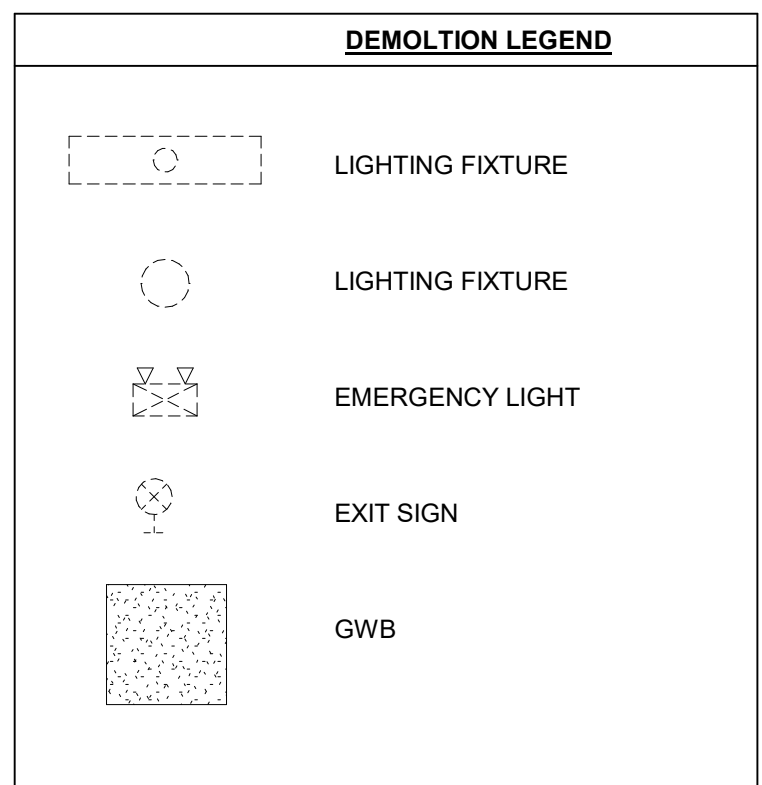 DEMOLTION LEGEND
LIGHTING FIXTURE
LIGHTING FIXTURE
EMERGENCY LIGHT
EXIT SIGN
GWB